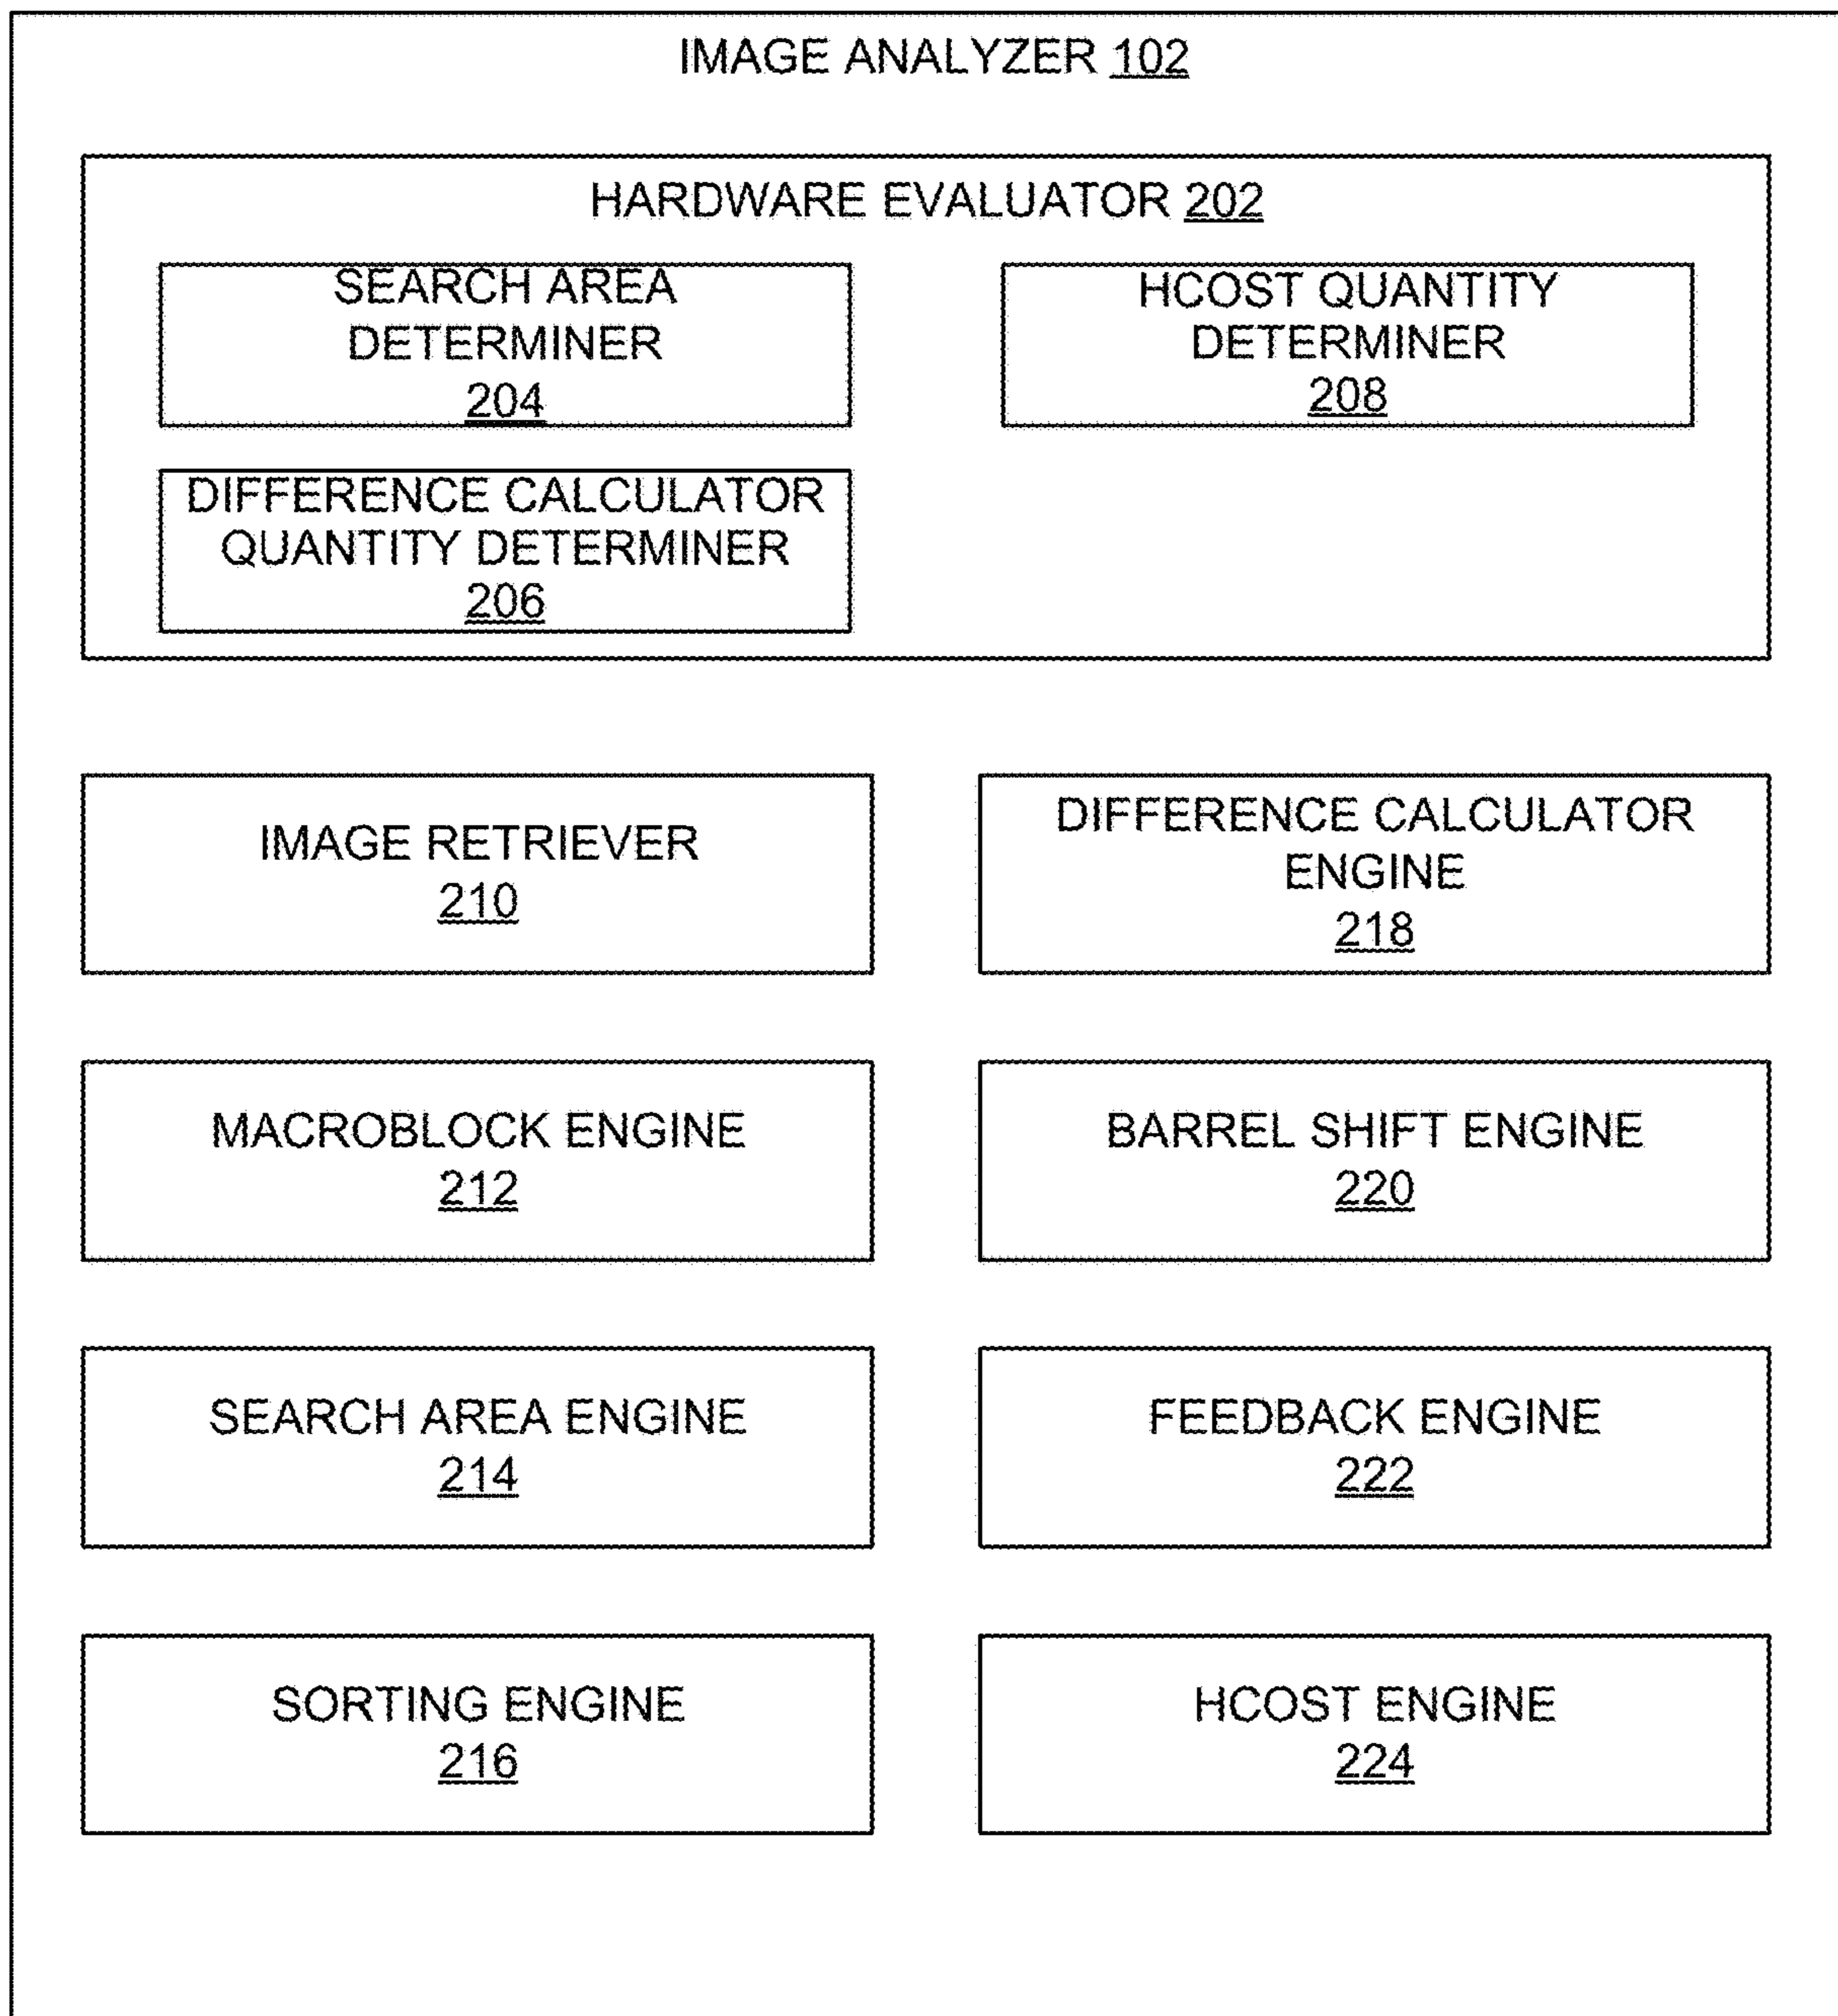 IMAGE ANALYZER 102
HARDWARE EVALUATOR 202
SEARCH AREA
DETERMINER
204
HCOST QUANTITY
DETERMINER
208
DIFFERENCE CALCULATOR
QUANTITY DETERMINER
206
IMAGE RETRIEVER
210
DIFFERENCE CALCULATOR
ENGINE
218
MACROBLOCK ENGINE
212
BARREL SHIFT ENGINE
220
SEARCH AREA ENGINE
214
FEEDBACK ENGINE
222
SORTING ENGINE
216
HCOST ENGINE
224